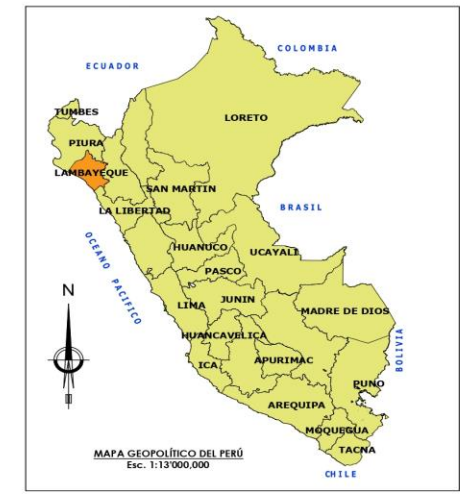 COLOMBIA
ECUADOR
TUMBES
LORETO
PIURA
LAMBAYEQUE
SAN MARTIN
BRASIL
LA LIBERTAD
OCEANO PACIFICO
HUANUCO
UCAYALI
PASCO
N
LIMA
JUNIN
MADRE DE DIOS
HUANCAVELICA
BOLIVIA
ICA
APURIMAC
PUNO
AREQUIPA
MOQUEGUA
TACNA
MAPA GEOPOLÍTICO DEL PERÚ
Esc. 1:13'000,000
CHILE